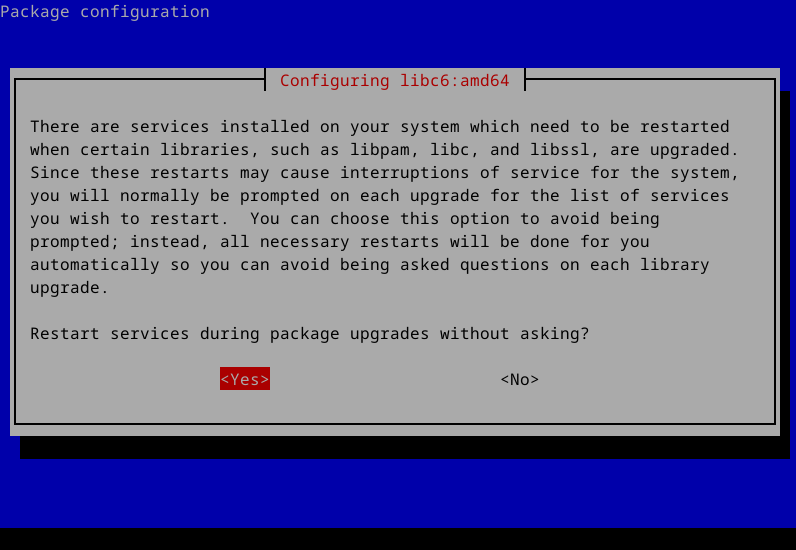 Package configuration
Configuring libc6:amd64
There are services installed on your system which need to be restarted
when certain libraries, such as libpam, libc, and libssl, are upgraded.
Since these restarts may cause interruptions of service for the system,
you will normally be prompted on each upgrade for the list of services
you wish to restart.  You can choose this option to avoid being
prompted; instead, all necessary restarts will be done for you
automatically so you can avoid being asked questions on each library
upgrade.
Restart services during package upgrades without asking?
<Yes> <No>